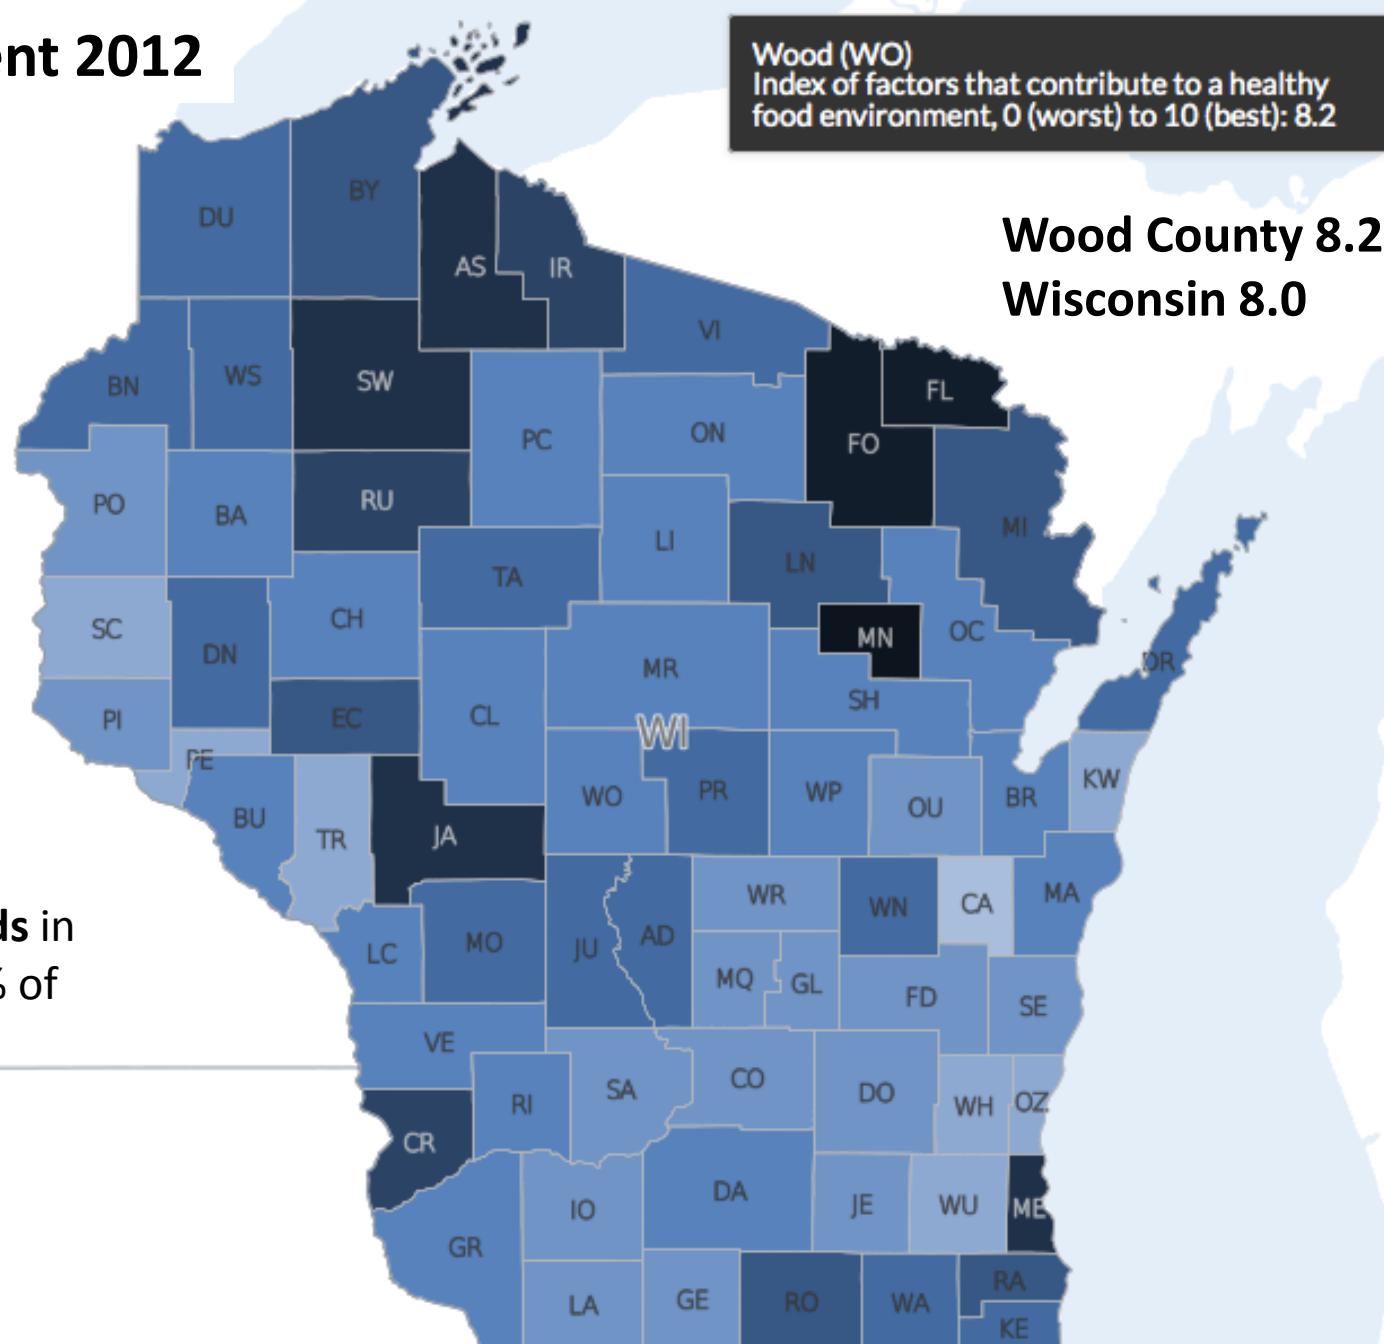 ent 2012
Wood (WO)
Index of factors that contribute to a healthy
food environment, 0 (worst) to 10 (best): 8.2
Wood County 8.2
Wisconsin 8.0
DU
BY
AS
IR
VI
BN
WS
SW
PC
ON
FO
FL
PO
BA
RU
LI
LN
MI
TA
SC
DN
CH
MR
MN
OC
DR
PI
EC
CL
SH
WI
PE
BU
TR
JA
WO
PR
WP
OU
BR
KW
WR
WN
CA
MA
ds in
% of
LC
MO
JU
AD
MQ
GL
FD
SE
VE
RI
SA
CO
DO
WH
OZ
CR
GR
IO
DA
JE
WU
ME
LA
GE
RO
WA
RA
KE